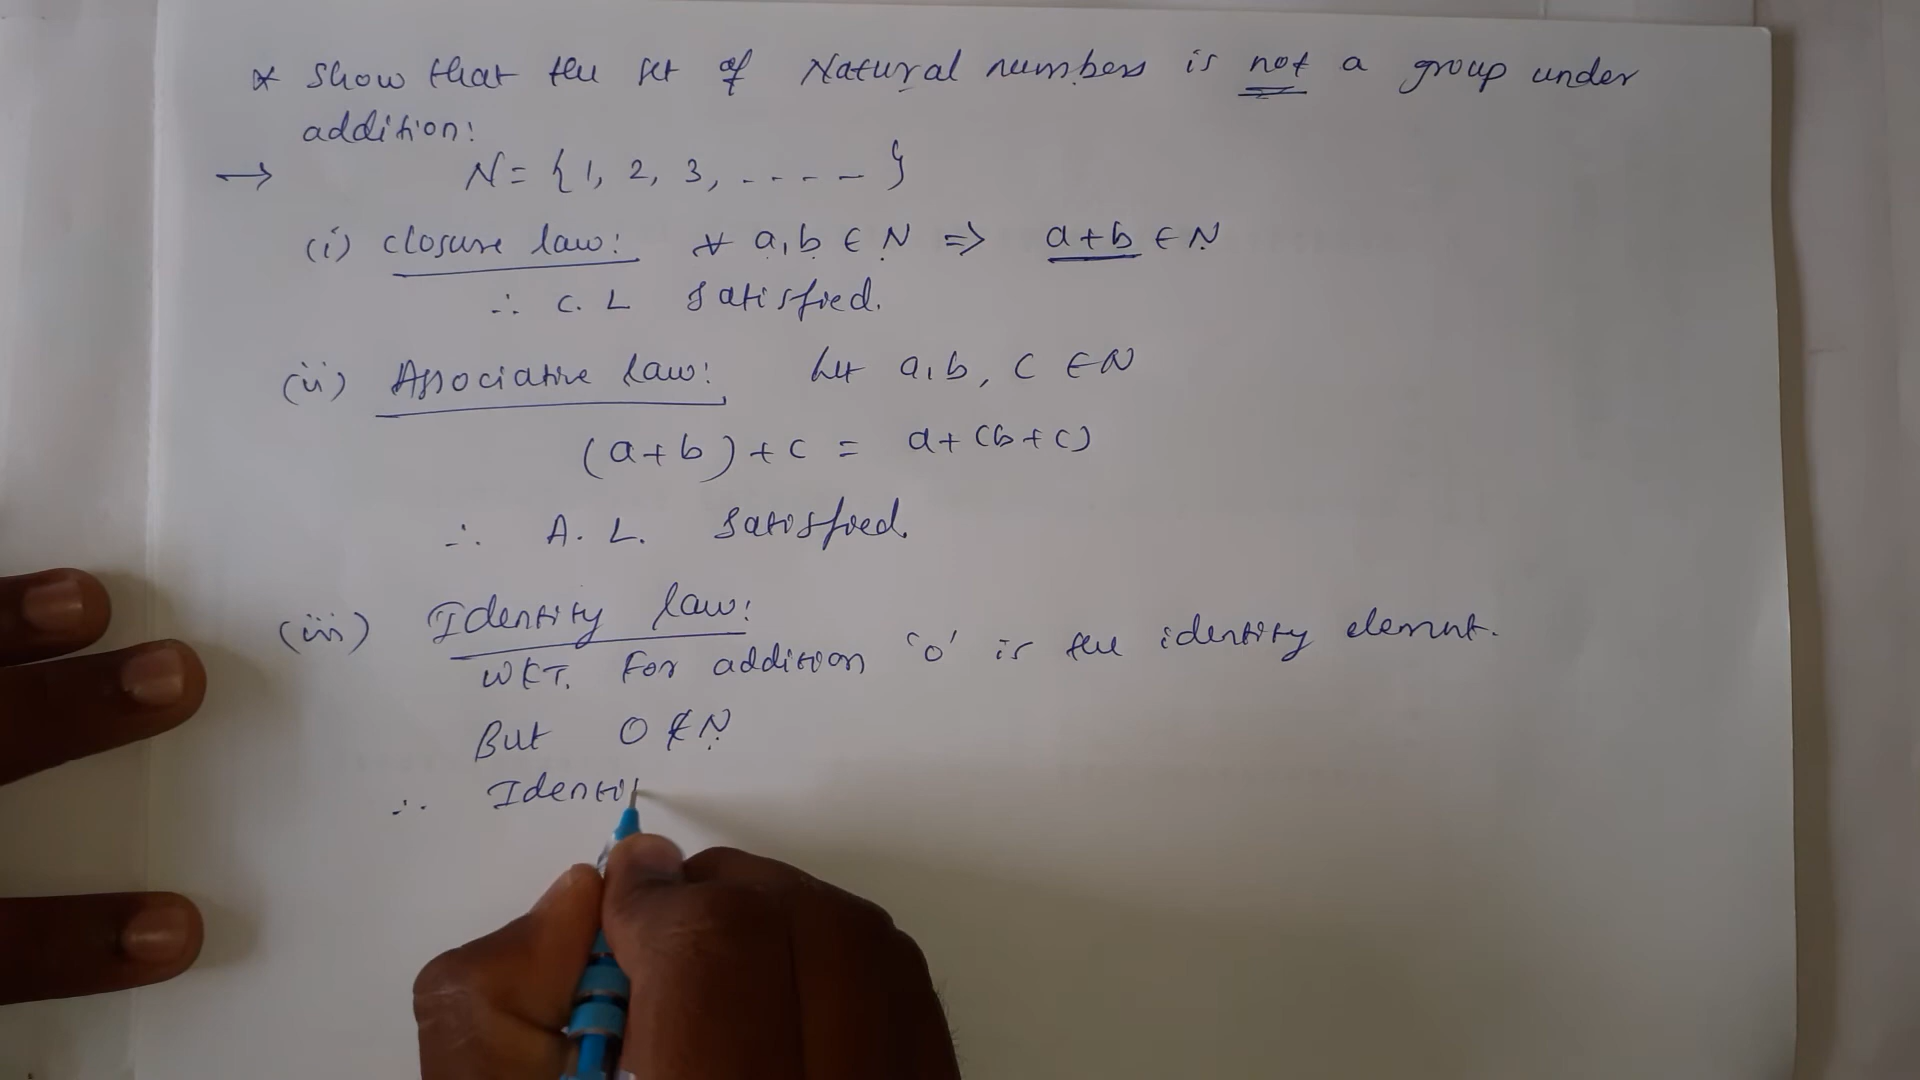 * Show that the set of Natural numbers is not a group under
addition:
→ N = {1, 2, 3, ..... }
(i) closure law: ∀ a, b ∈ N ⇒ a+b ∈ N
∴ C. L satisfied.
(ii) Associative law: Let a, b, c ∈ N
(a+b)+c = a+(b+c)
∴ A. L. satisfied.
(iii) Identity law:
WKT. For addition 'o' is the identity element.
But 0 ∉ N
∴ Identi